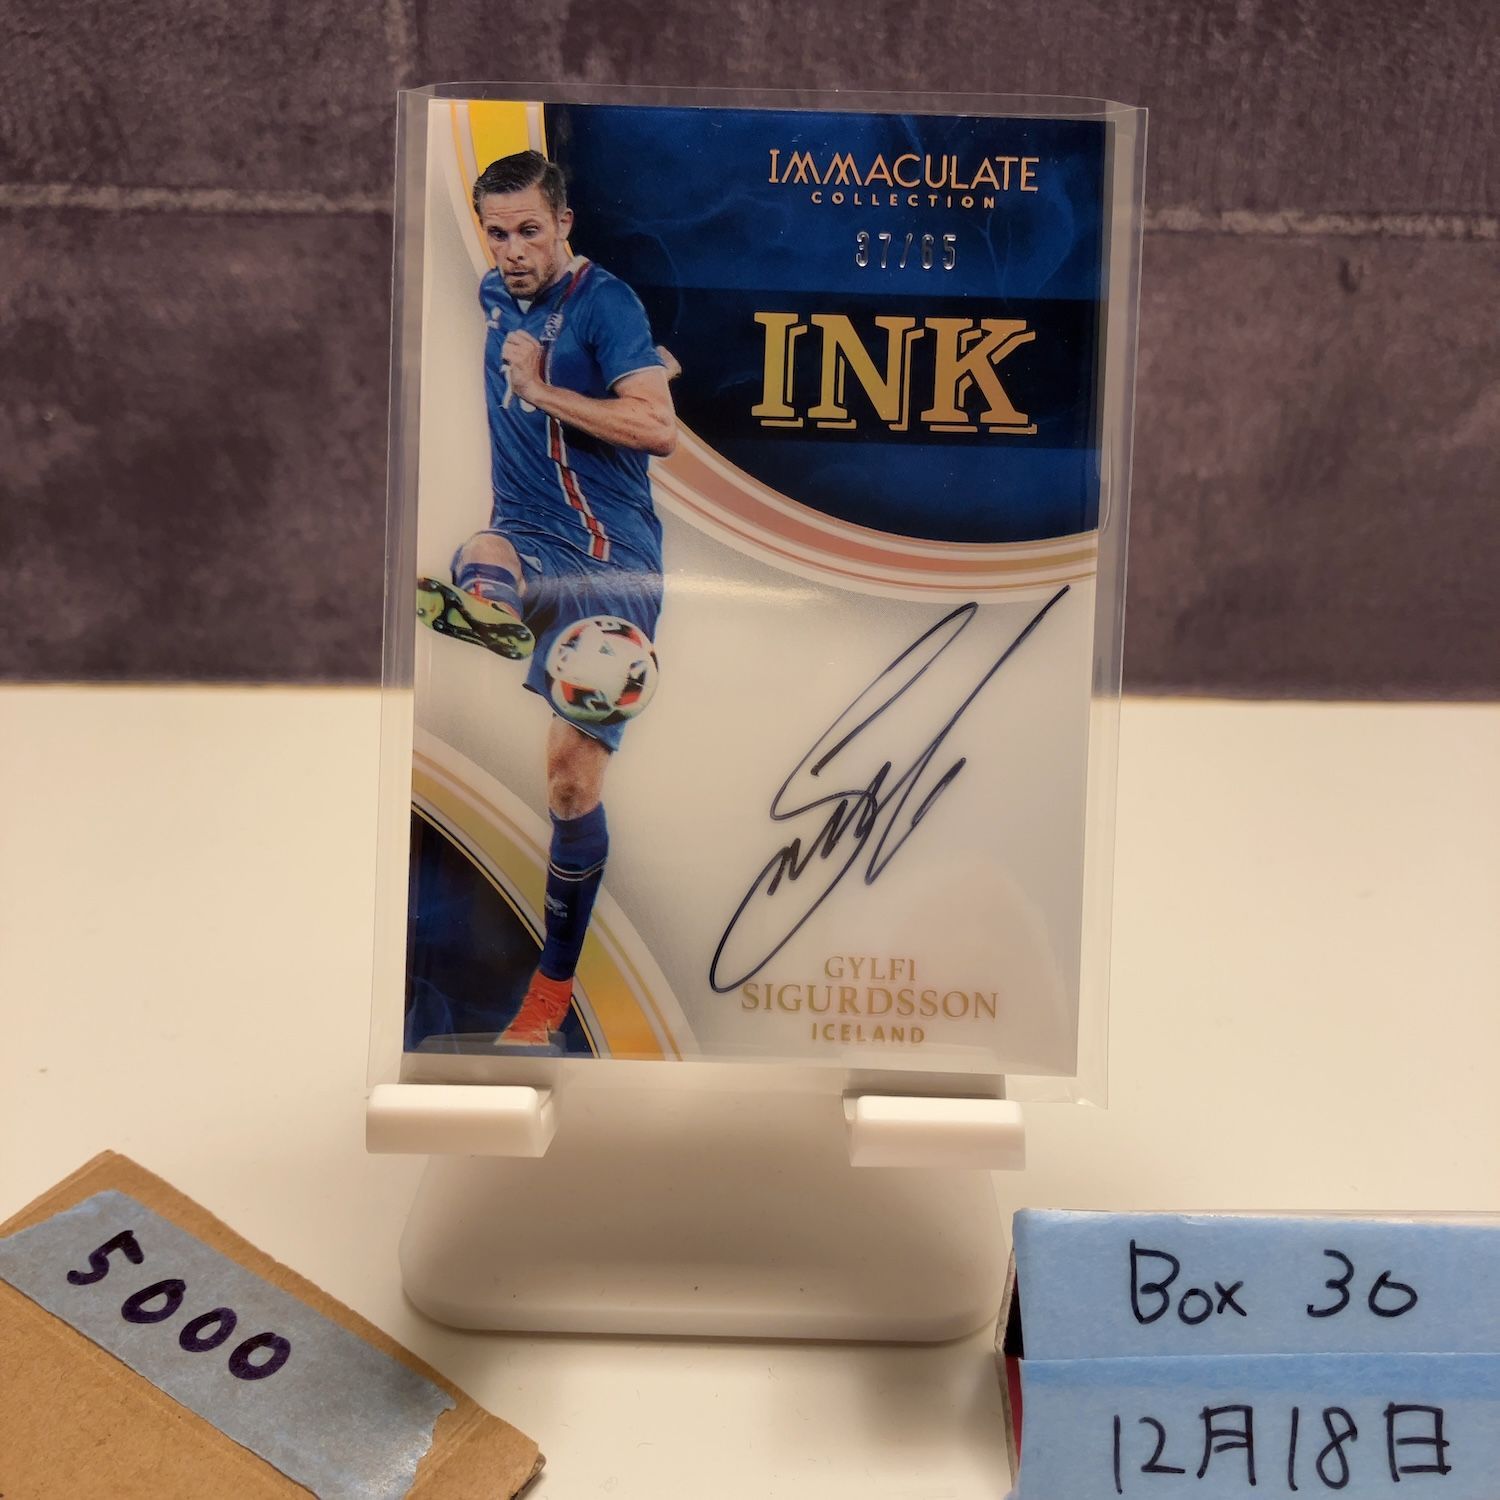 IMMACULATE
COLLECTION
37/65
INK
GYLFI
SIGURDSSON
ICELAND
5000
Box 30
12月18日